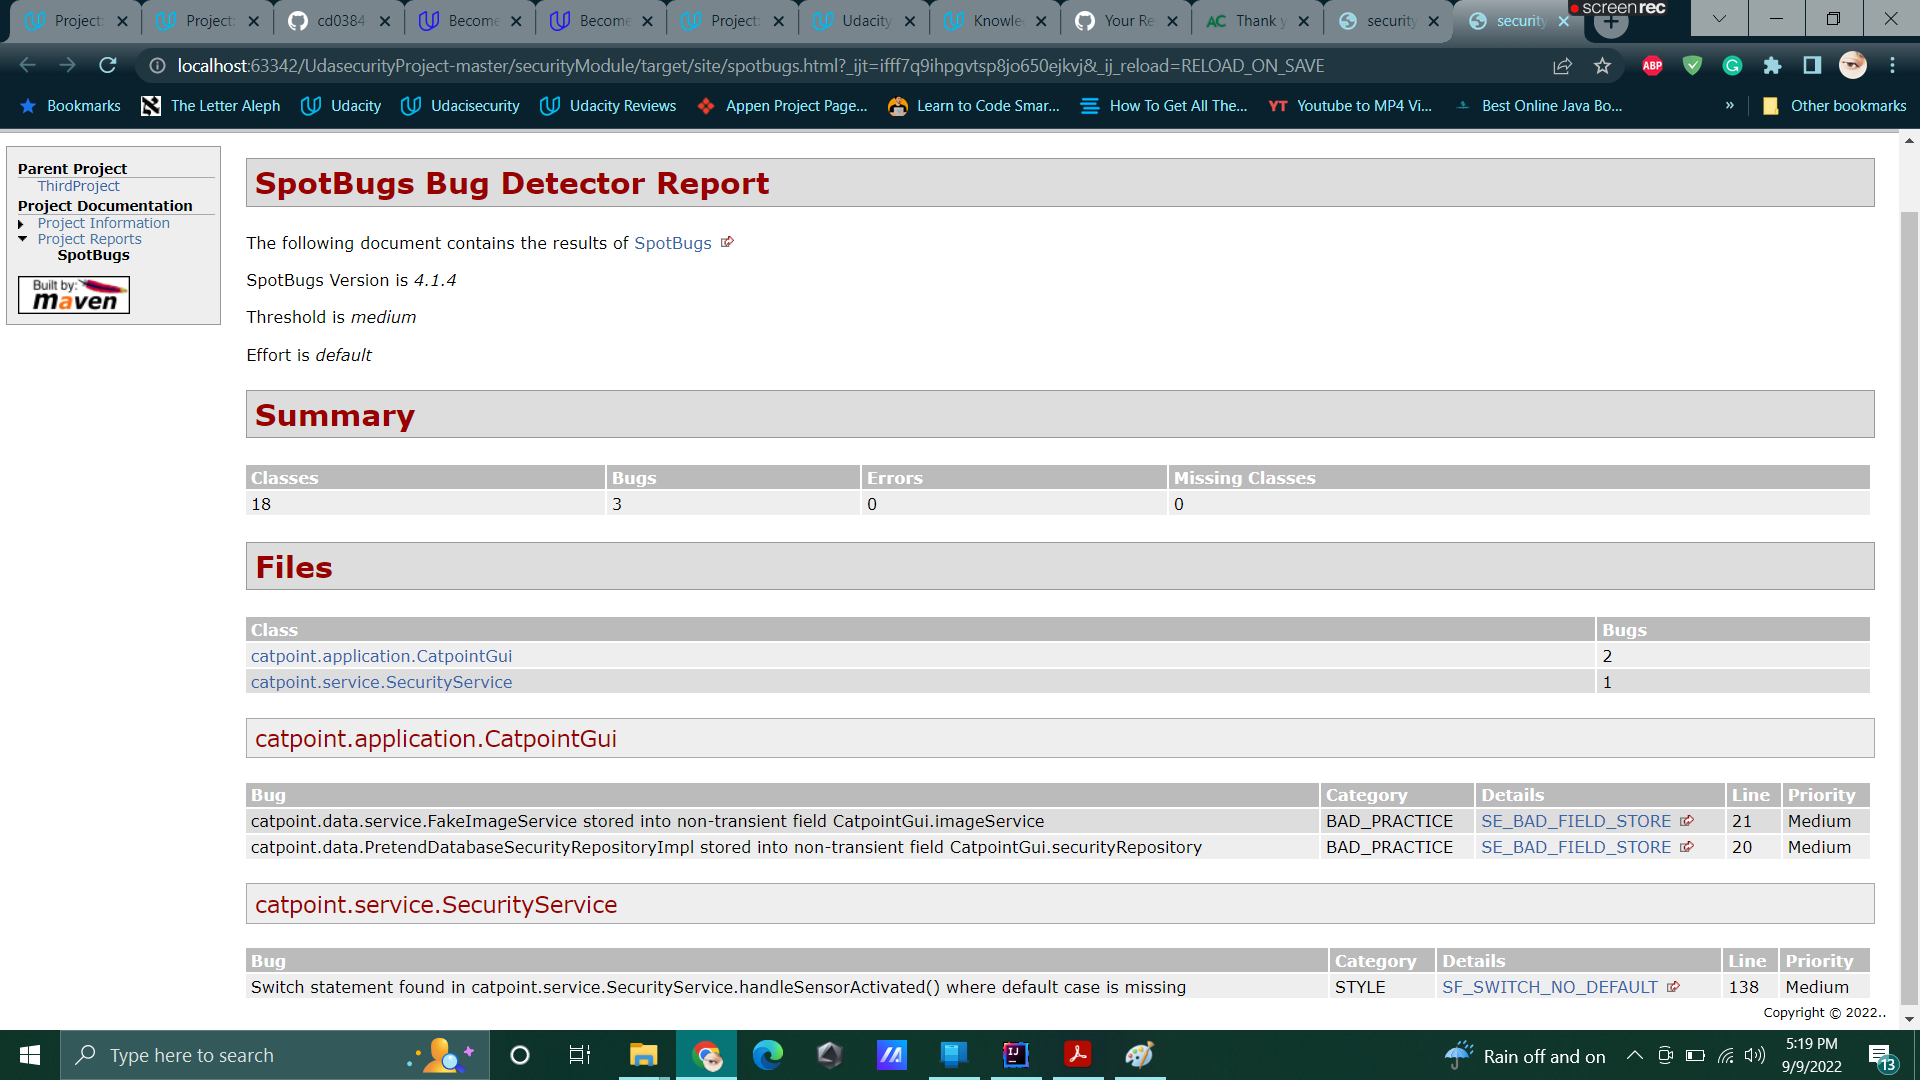 Project: Project: cd0384 Become Become Project: Udacity Knowle Your Re AC Thank y security security screenrec
localhost:63342/UdasecurityProject-master/securityModule/target/site/spotbugs.html?_ijt=ifff7q9ihpgvtsp8jo650ejkvj&_ij_reload=RELOAD_ON_SAVE ABP
Bookmarks The Letter Aleph Udacity Udacisecurity Udacity Reviews Appen Project Page... Learn to Code Smar... How To Get All The... YT Youtube to MP4 Vi... Best Online Java Bo... » Other bookmarks
Parent Project
ThirdProject
Project Documentation
Project Information
Project Reports
SpotBugs
Built by:
maven
SpotBugs Bug Detector Report
The following document contains the results of SpotBugs
SpotBugs Version is 4.1.4
Threshold is medium
Effort is default
Summary
Classes Bugs Errors Missing Classes
18 3 0 0
Files
Class Bugs
catpoint.application.CatpointGui 2
catpoint.service.SecurityService 1
catpoint.application.CatpointGui
Bug Category Details Line Priority
catpoint.data.service.FakeImageService stored into non-transient field CatpointGui.imageService BAD_PRACTICE SE_BAD_FIELD_STORE 21 Medium
catpoint.data.PretendDatabaseSecurityRepositoryImpl stored into non-transient field CatpointGui.securityRepository BAD_PRACTICE SE_BAD_FIELD_STORE 20 Medium
catpoint.service.SecurityService
Bug Category Details Line Priority
Switch statement found in catpoint.service.SecurityService.handleSensorActivated() where default case is missing STYLE SF_SWITCH_NO_DEFAULT 138 Medium
Copyright © 2022..
Type here to search Rain off and on 5:19 PM
9/9/2022 13